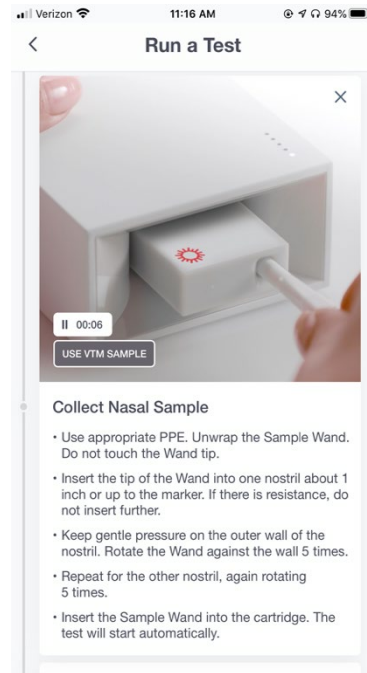 Verizon 11:16 AM 94%
Run a Test
00:06
USE VTM SAMPLE
Collect Nasal Sample
• Use appropriate PPE. Unwrap the Sample Wand.
Do not touch the Wand tip.
• Insert the tip of the Wand into one nostril about 1
inch or up to the marker. If there is resistance, do
not insert further.
• Keep gentle pressure on the outer wall of the
nostril. Rotate the Wand against the wall 5 times.
• Repeat for the other nostril, again rotating
5 times.
• Insert the Sample Wand into the cartridge. The
test will start automatically.